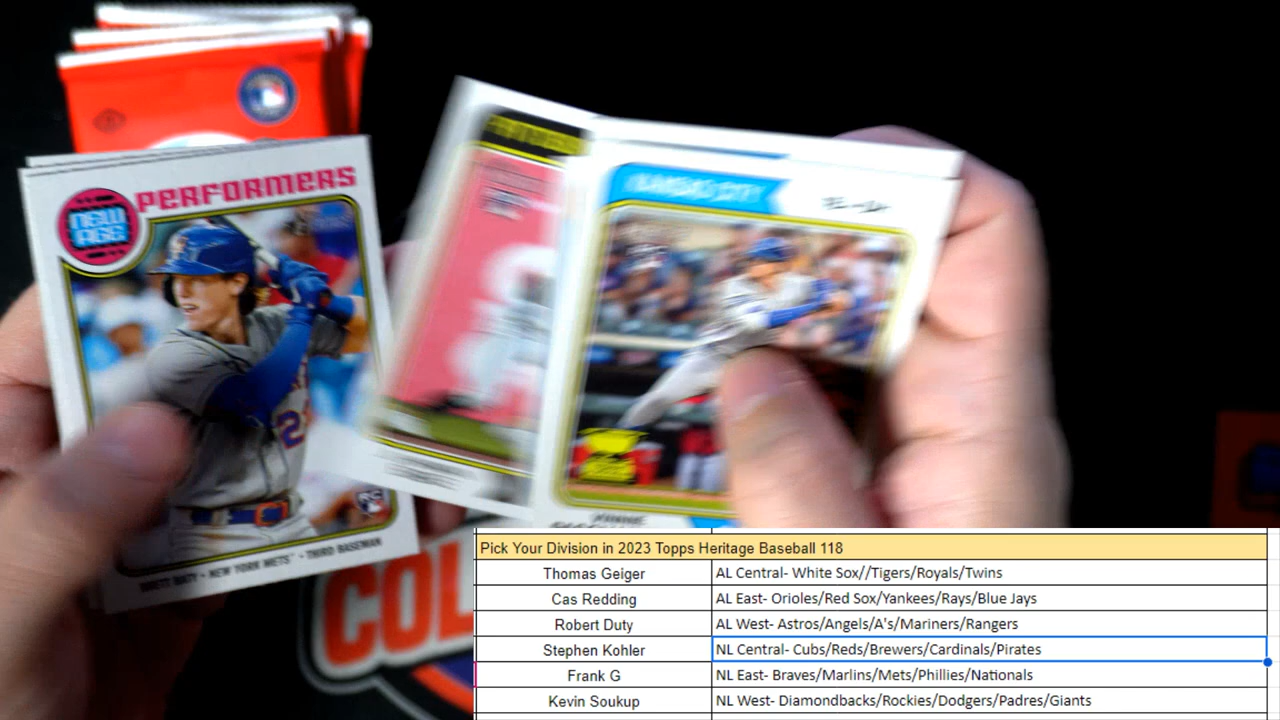 PERFORMERS
NEW
AGE
KANSAS CITY
RC
BRETT BATY • NEW YORK METS™ • THIRD BASEMAN
COL
Pick Your Division in 2023 Topps Heritage Baseball 118
Thomas Geiger AL Central- White Sox//Tigers/Royals/Twins
Cas Redding AL East- Orioles/Red Sox/Yankees/Rays/Blue Jays
Robert Duty AL West- Astros/Angels/A's/Mariners/Rangers
Stephen Kohler NL Central- Cubs/Reds/Brewers/Cardinals/Pirates
Frank G NL East- Braves/Marlins/Mets/Phillies/Nationals
Kevin Soukup NL West- Diamondbacks/Rockies/Dodgers/Padres/Giants